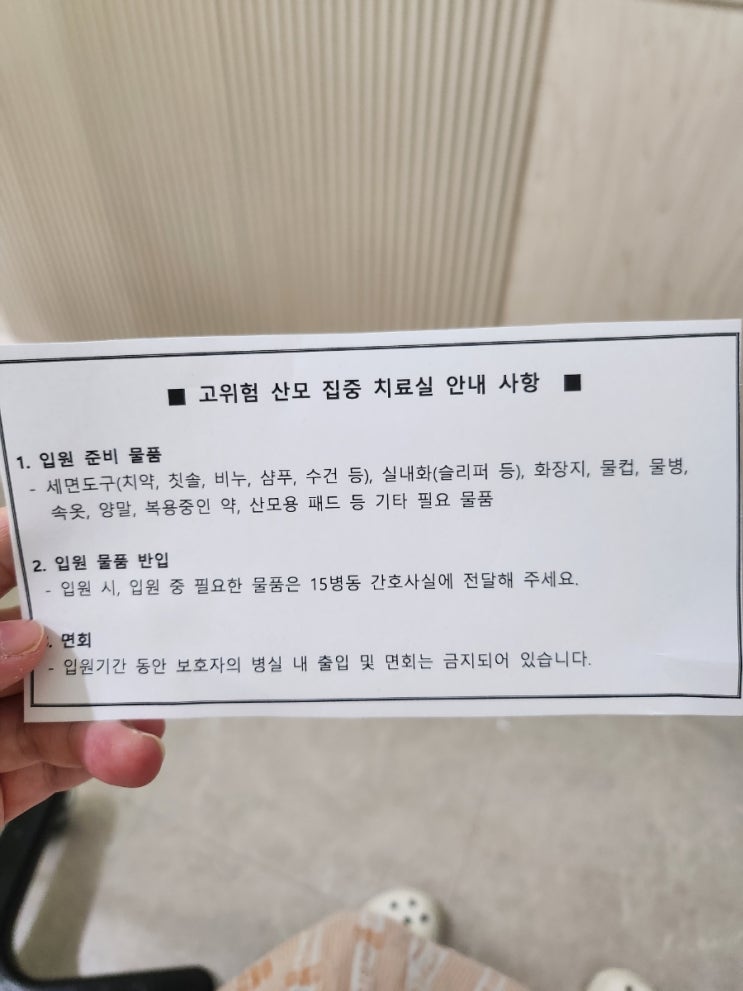 ■ 고위험 산모 집중 치료실 안내 사항 ■
1. 입원 준비 물품
- 세면도구(치약, 칫솔, 비누, 샴푸, 수건 등), 실내화(슬리퍼 등), 화장지, 물컵, 물병,
속옷, 양말, 복용중인 약, 산모용 패드 등 기타 필요 물품
2. 입원 물품 반입
- 입원 시, 입원 중 필요한 물품은 15병동 간호사실에 전달해 주세요.
. 면회
- 입원기간 동안 보호자의 병실 내 출입 및 면회는 금지되어 있습니다.